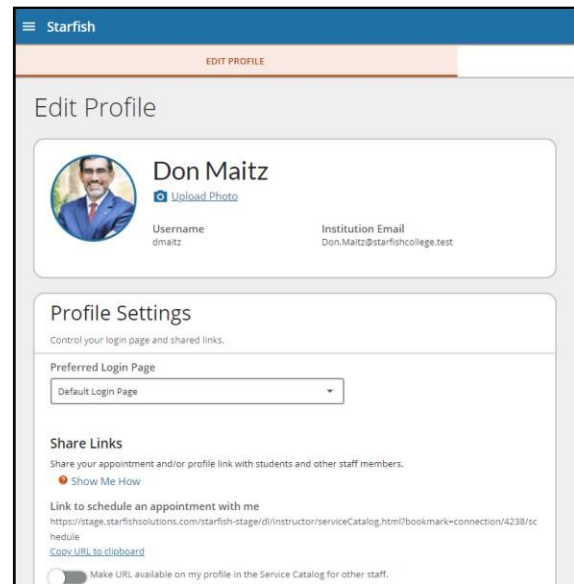 Starfish
EDIT PROFILE
Edit Profile
Don Maitz
Upload Photo
Username
Institution Email
dmaitz
Don.Maitz@starfishcollege.test
Profile Settings
Control your login page and shared links.
Preferred Login Page
Default Login Page
Share Links
Share your appointment and/or profile link with students and other staff members.
Show Me How
Link to schedule an appointment with me
https://stage.starfishsolutions.com/starfish-stage/dl/instructor/serviceCatalog.html?bookmark=connection/4238/sc
hedule
Copy URL to clipboard
Make URL available on my profile in the Service Catalog for other staff.